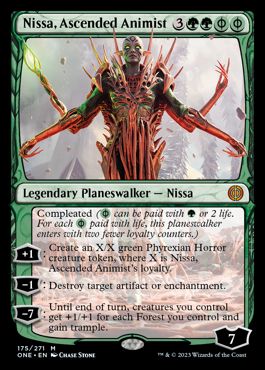 Nissa, Ascended Animist 3
Legendary Planeswalker — Nissa
Compleated ( can be paid with or 2 life.
For each paid with life, this planeswalker
enters with two fewer loyalty counters.)
+1: Create an X/X green Phyrexian Horror
creature token, where X is Nissa,
Ascended Animist's loyalty.
-1: Destroy target artifact or enchantment.
-7: Until end of turn, creatures you control
get +1/+1 for each Forest you control and
gain trample.
7
175/271 M
ONE • EN CHASE STONE
™ & © 2023 Wizards of the Coast